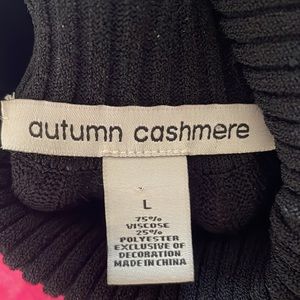 autumn cashmere
L
75%
VISCOSE
25%
POLYESTER
EXCLUSIVE OF
DECORATION
MADE IN CHINA